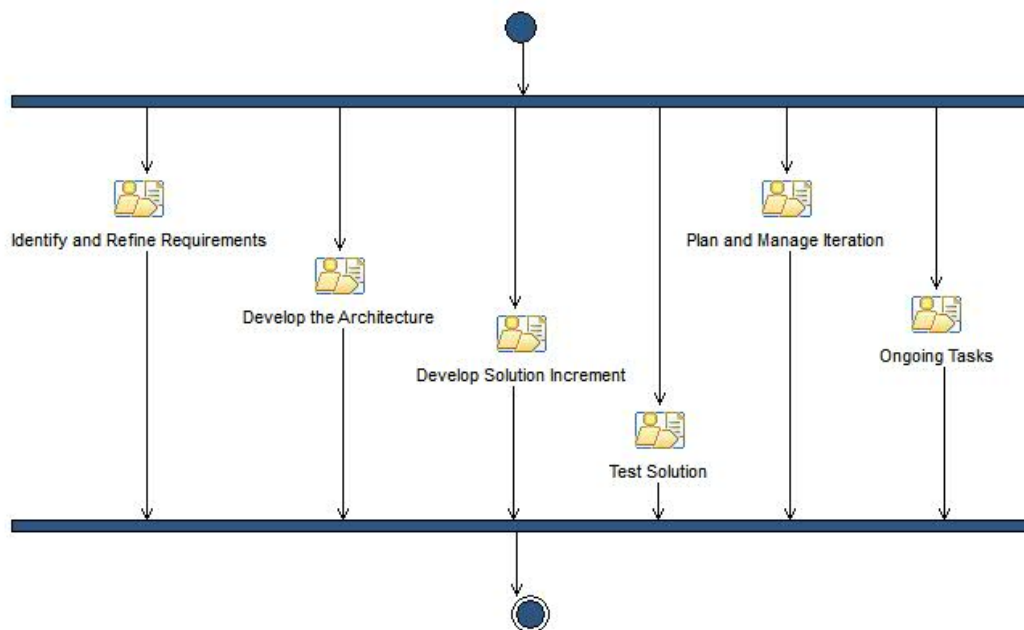 Identify and Refine Requirements
Plan and Manage Iteration
Develop the Architecture
Ongoing Tasks
Develop Solution Increment
Test Solution